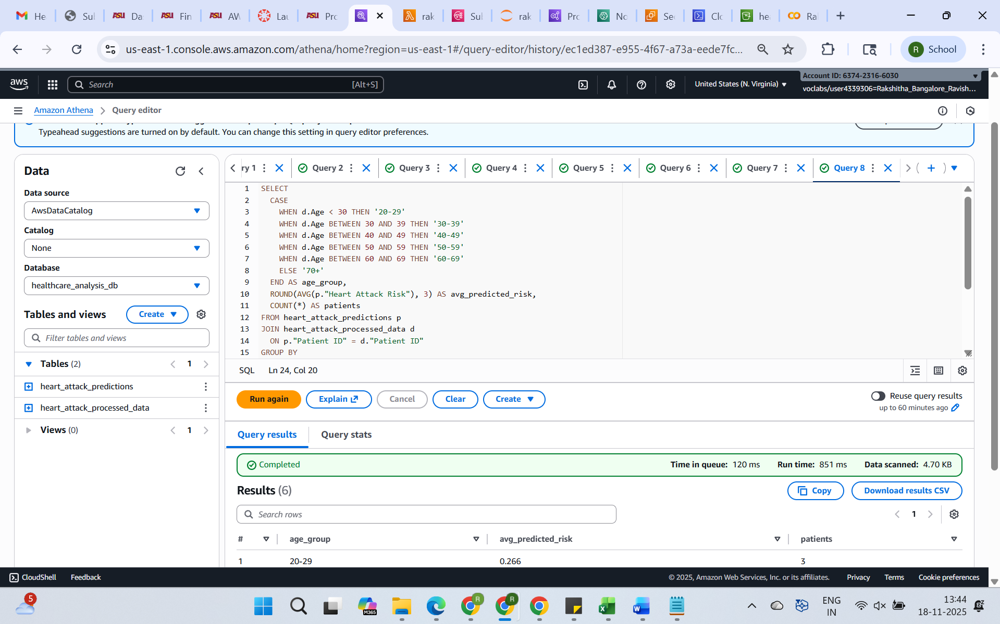 He
Sul
ASU Da
ASU Fin
ASU AW
Lau
ASU Pro
rak
Sul
rak
Pro
No
Sec
Clo
he
Ral
us-east-1.console.aws.amazon.com/athena/home?region=us-east-1#/query-editor/history/ec1ed387-e955-4f67-a73a-eede7fc...
R School
aws
Search [Alt+S]
United States (N. Virginia)
Account ID: 6374-2316-6030
voclabs/user4339306=Rakshitha_Bangalore_Ravish...
Amazon Athena > Query editor
Typeahead suggestions are turned on by default. You can change this setting in query editor preferences.
Data
Data source
AwsDataCatalog
Catalog
None
Database
healthcare_analysis_db
Tables and views
Create
Filter tables and views
Tables (2) < 1 >
heart_attack_predictions
heart_attack_processed_data
Views (0) < 1 >
ry 1 Query 2 Query 3 Query 4 Query 5 Query 6 Query 7 Query 8
1 SELECT
2 CASE
3 WHEN d.Age < 30 THEN '20-29'
4 WHEN d.Age BETWEEN 30 AND 39 THEN '30-39'
5 WHEN d.Age BETWEEN 40 AND 49 THEN '40-49'
6 WHEN d.Age BETWEEN 50 AND 59 THEN '50-59'
7 WHEN d.Age BETWEEN 60 AND 69 THEN '60-69'
8 ELSE '70+'
9 END AS age_group,
10 ROUND(AVG(p."Heart Attack Risk"), 3) AS avg_predicted_risk,
11 COUNT(*) AS patients
12 FROM heart_attack_predictions p
13 JOIN heart_attack_processed_data d
14 ON p."Patient ID" = d."Patient ID"
15 GROUP BY
SQL Ln 24, Col 20
Run again Explain Cancel Clear Create
Reuse query results
up to 60 minutes ago
Query results Query stats
Completed Time in queue: 120 ms Run time: 851 ms Data scanned: 4.70 KB
Results (6) Copy Download results CSV
Search rows < 1 >
# age_group avg_predicted_risk patients
1 20-29 0.266 3
CloudShell Feedback © 2025, Amazon Web Services, Inc. or its affiliates. Privacy Terms Cookie preferences
5
M365
R
R
ENG
IN
13:44
18-11-2025